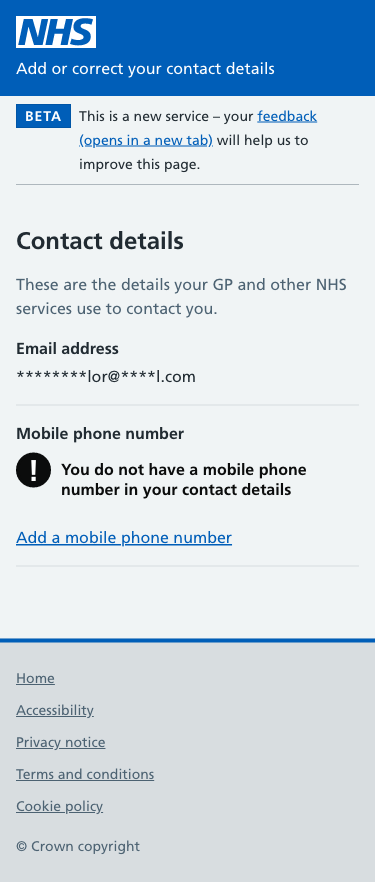 NHS
Add or correct your contact details
BETA This is a new service – your feedback
(opens in a new tab) will help us to
improve this page.
Contact details
These are the details your GP and other NHS
services use to contact you.
Email address
********lor@****l.com
Mobile phone number
! You do not have a mobile phone
number in your contact details
Add a mobile phone number
Home
Accessibility
Privacy notice
Terms and conditions
Cookie policy
© Crown copyright